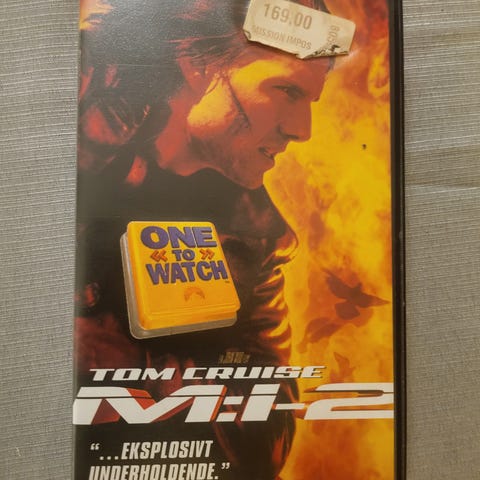 169.00
MISSION IMPOS
ONE
« TO »
WATCH
TOM CRUISE
M:I-2
“...EKSPLOSIVT
UNDERHOLDENDE.”